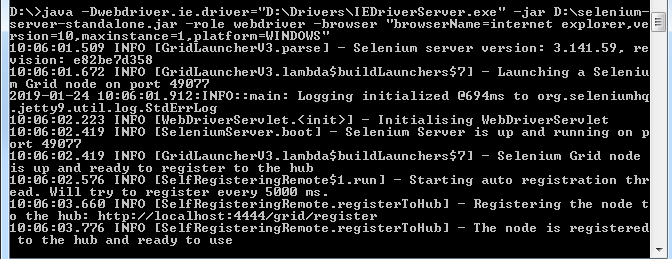 D:\>java -Dwebdriver.ie.driver="D:\Drivers\IEDriverServer.exe" -jar D:\selenium-
server-standalone.jar -role webdriver -browser "browserName=internet explorer,ve
rsion=10,maxinstance=1,platform=WINDOWS"
10:06:01.509 INFO [GridLauncherV3.parse] - Selenium server version: 3.141.59, re
vision: e82be7d358
10:06:01.672 INFO [GridLauncherV3.lambda$buildLaunchers$7] - Launching a Seleniu
m Grid node on port 49077
2019-01-24 10:06:01.912:INFO::main: Logging initialized @694ms to org.seleniumhq
.jetty9.util.log.StdErrLog
10:06:02.223 INFO [WebDriverServlet.<init>] - Initialising WebDriverServlet
10:06:02.419 INFO [SeleniumServer.boot] - Selenium Server is up and running on p
ort 49077
10:06:02.419 INFO [GridLauncherV3.lambda$buildLaunchers$7] - Selenium Grid node
is up and ready to register to the hub
10:06:02.576 INFO [SelfRegisteringRemote$1.run] - Starting auto registration thr
ead. Will try to register every 5000 ms.
10:06:03.660 INFO [SelfRegisteringRemote.registerToHub] - Registering the node t
o the hub: http://localhost:4444/grid/register
10:06:03.776 INFO [SelfRegisteringRemote.registerToHub] - The node is registered
 to the hub and ready to use